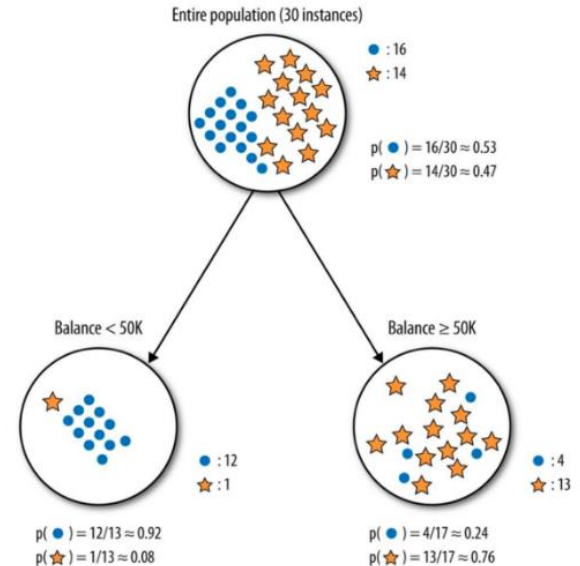 Entire population (30 instances)
: 16
: 14
p( ) = 16/30 ≈ 0.53
p( ) = 14/30 ≈ 0.47
Balance < 50K
Balance ≥ 50K
: 12
: 1
: 4
: 13
p( ) = 12/13 ≈ 0.92
p( ) = 1/13 ≈ 0.08
p( ) = 4/17 ≈ 0.24
p( ) = 13/17 ≈ 0.76